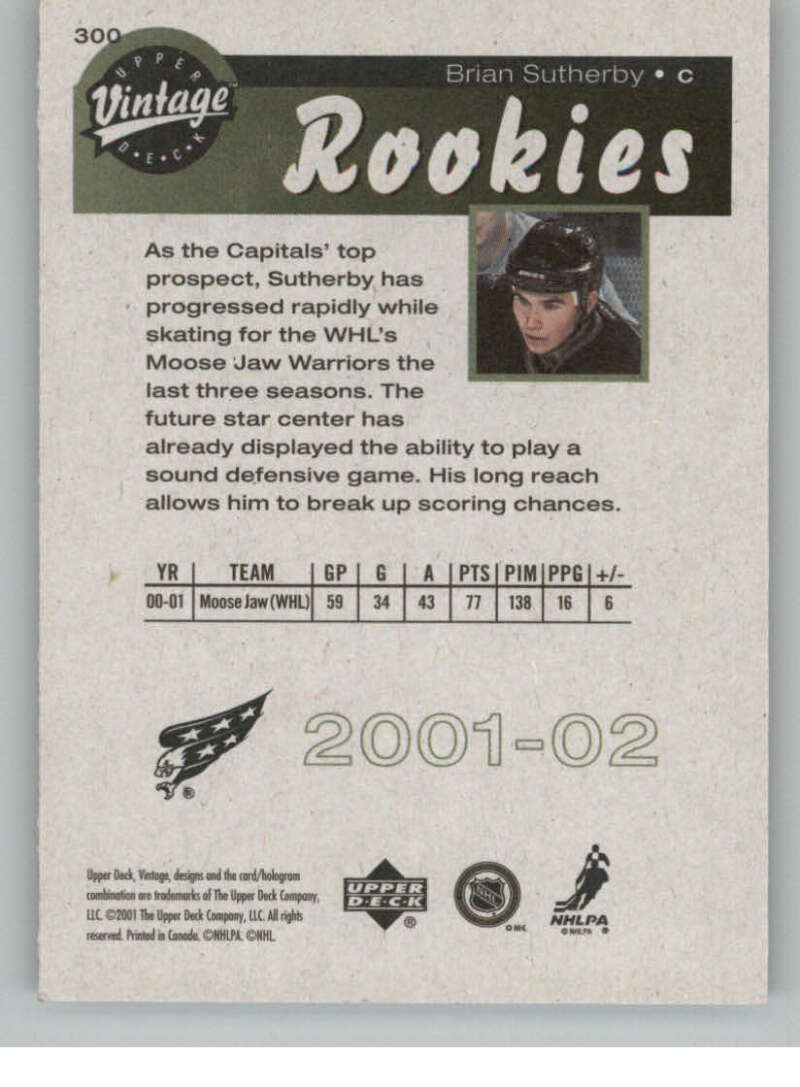 300
UPPER
Vintage™
D•E•C•K
Brian Sutherby • C
Rookies
As the Capitals' top
prospect, Sutherby has
progressed rapidly while
skating for the WHL's
Moose Jaw Warriors the
last three seasons. The
future star center has
already displayed the ability to play a
sound defensive game. His long reach
allows him to break up scoring chances.
YR TEAM GP G A PTS PIM PPG +/-
00-01 Moose Jaw (WHL) 59 34 43 77 138 16 6
®
2001-02
Upper Deck, Vintage, designs and the card/hologram
combination are trademarks of The Upper Deck Company,
LLC. ©2001 The Upper Deck Company, LLC. All rights
reserved. Printed in Canada. ©NHLPA. ©NHL.
UPPER
D•E•C•K
®
NHL
NHLPA
© NHLPA ®